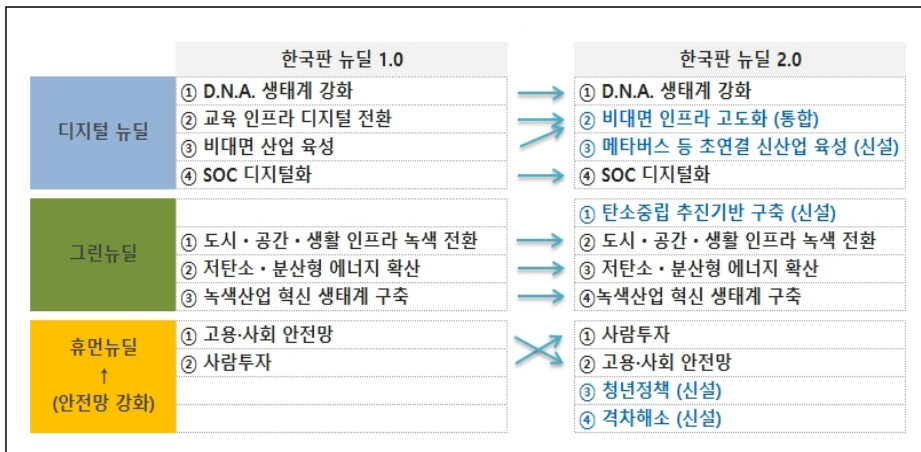 한국판 뉴딜 1.0
한국판 뉴딜 2.0
디지털 뉴딜
① D.N.A. 생태계 강화
① D.N.A. 생태계 강화
② 교육 인프라 디지털 전환
② 비대면 인프라 고도화 (통합)
③ 비대면 산업 육성
③ 메타버스 등 초연결 신산업 육성 (신설)
④ SOC 디지털화
④ SOC 디지털화
그린뉴딜
① 탄소중립 추진기반 구축 (신설)
① 도시・공간・생활 인프라 녹색 전환
② 도시・공간・생활 인프라 녹색 전환
② 저탄소・분산형 에너지 확산
③ 저탄소・분산형 에너지 확산
③ 녹색산업 혁신 생태계 구축
④녹색산업 혁신 생태계 구축
휴먼뉴딜
↑
(안전망 강화)
① 고용·사회 안전망
① 사람투자
② 사람투자
② 고용·사회 안전망
③ 청년정책 (신설)
④ 격차해소 (신설)